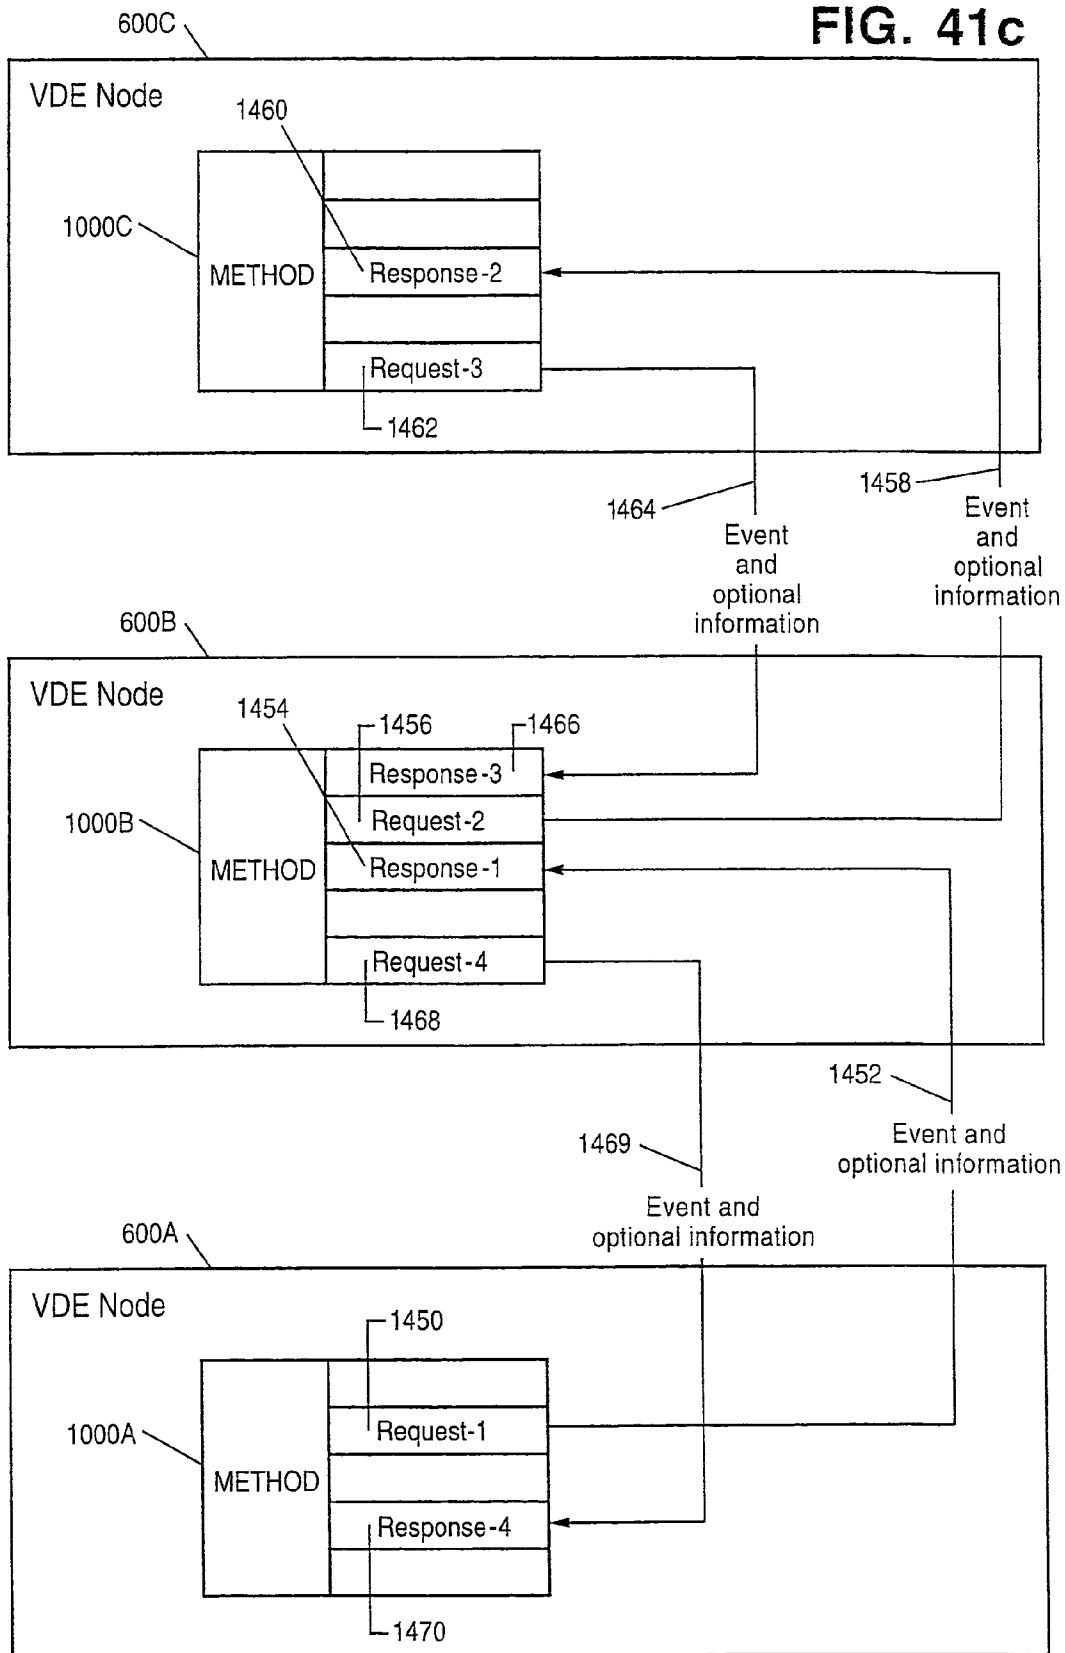 FIG. 41c
600C
VDE Node
1460
1000C
METHOD
Response-2
Request-3
1462
1464
1458
Event
and
optional
information
Event
and
optional
information
600B
VDE Node
1454
1456
1466
Response-3
1000B
Request-2
METHOD
Response-1
Request-4
1468
1452
Event and
optional information
1469
Event and
optional information
600A
VDE Node
1450
1000A
Request-1
METHOD
Response-4
1470